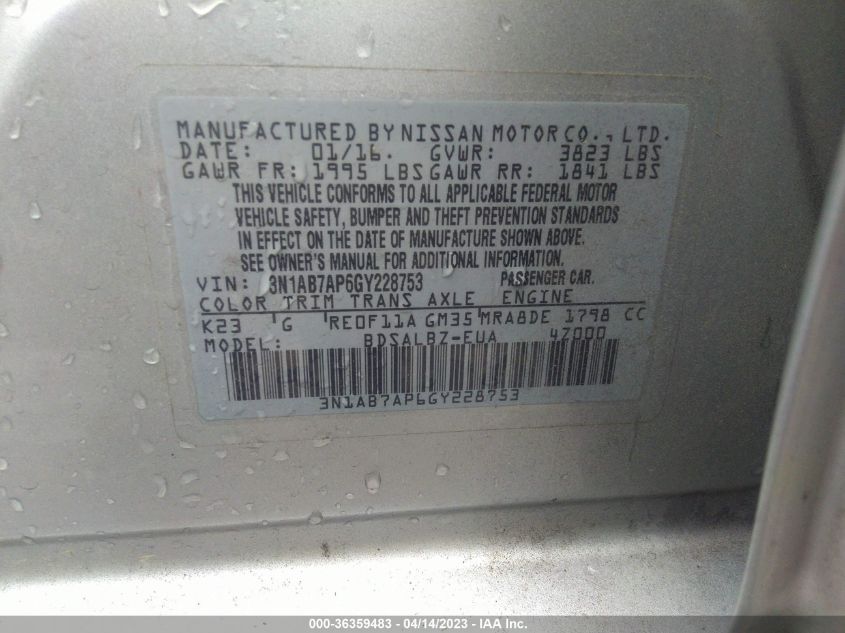 MANUFACTURED BY NISSAN MOTOR CO., LTD.
DATE: 01/16. GVWR: 3823 LBS
GAWR FR: 1995 LBS GAWR RR: 1841 LBS
THIS VEHICLE CONFORMS TO ALL APPLICABLE FEDERAL MOTOR
VEHICLE SAFETY, BUMPER AND THEFT PREVENTION STANDARDS
IN EFFECT ON THE DATE OF MANUFACTURE SHOWN ABOVE.
SEE OWNER'S MANUAL FOR ADDITIONAL INFORMATION.
VIN: 3N1AB7AP6GY228753 PASSENGER CAR.
COLOR TRIM TRANS AXLE ENGINE
K23 G RE0F11A GM35 MRA8DE 1798 CC
MODEL: BDSALBZ-EUA 47000
3N1AB7AP6GY228753
000-36359483 - 04/14/2023 - IAA Inc.